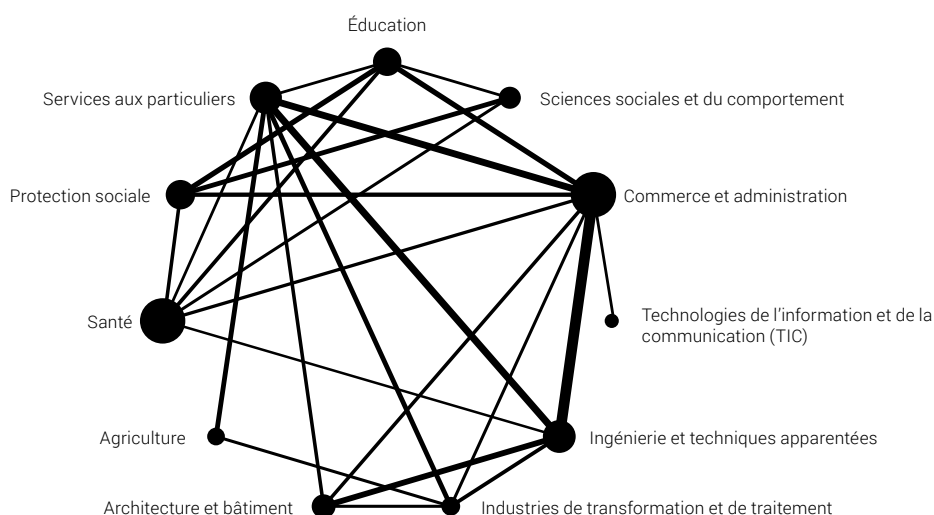 Éducation
Services aux particuliers
Sciences sociales et du comportement
Protection sociale
Commerce et administration
Santé
Technologies de l'information et de la
communication (TIC)
Agriculture
Ingénierie et techniques apparentées
Architecture et bâtiment
Industries de transformation et de traitement